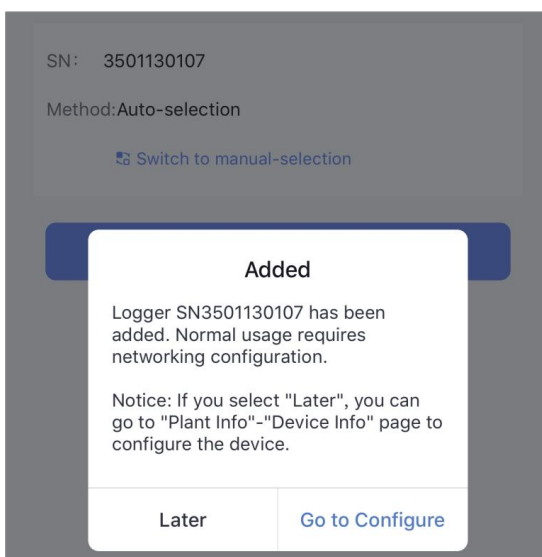 SN: 3501130107
Method:Auto-selection
Switch to manual-selection
Added
Logger SN3501130107 has been
added. Normal usage requires
networking configuration.
Notice: If you select "Later", you can
go to "Plant Info"-"Device Info" page to
configure the device.
Later
Go to Configure